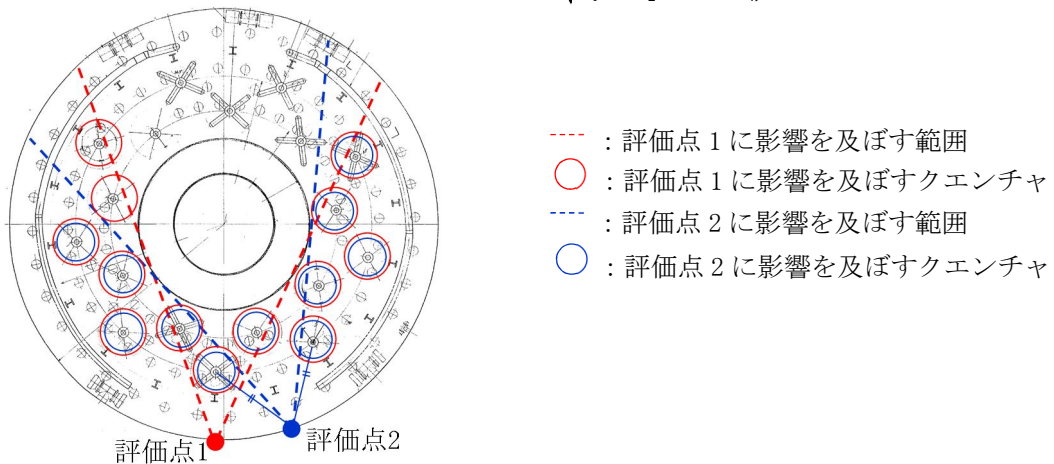 ：評価点 1 に影響を及ぼす範囲
：評価点 1 に影響を及ぼすクエンチャ
：評価点 2 に影響を及ぼす範囲
：評価点 2 に影響を及ぼすクエンチャ
評価点1
評価点2